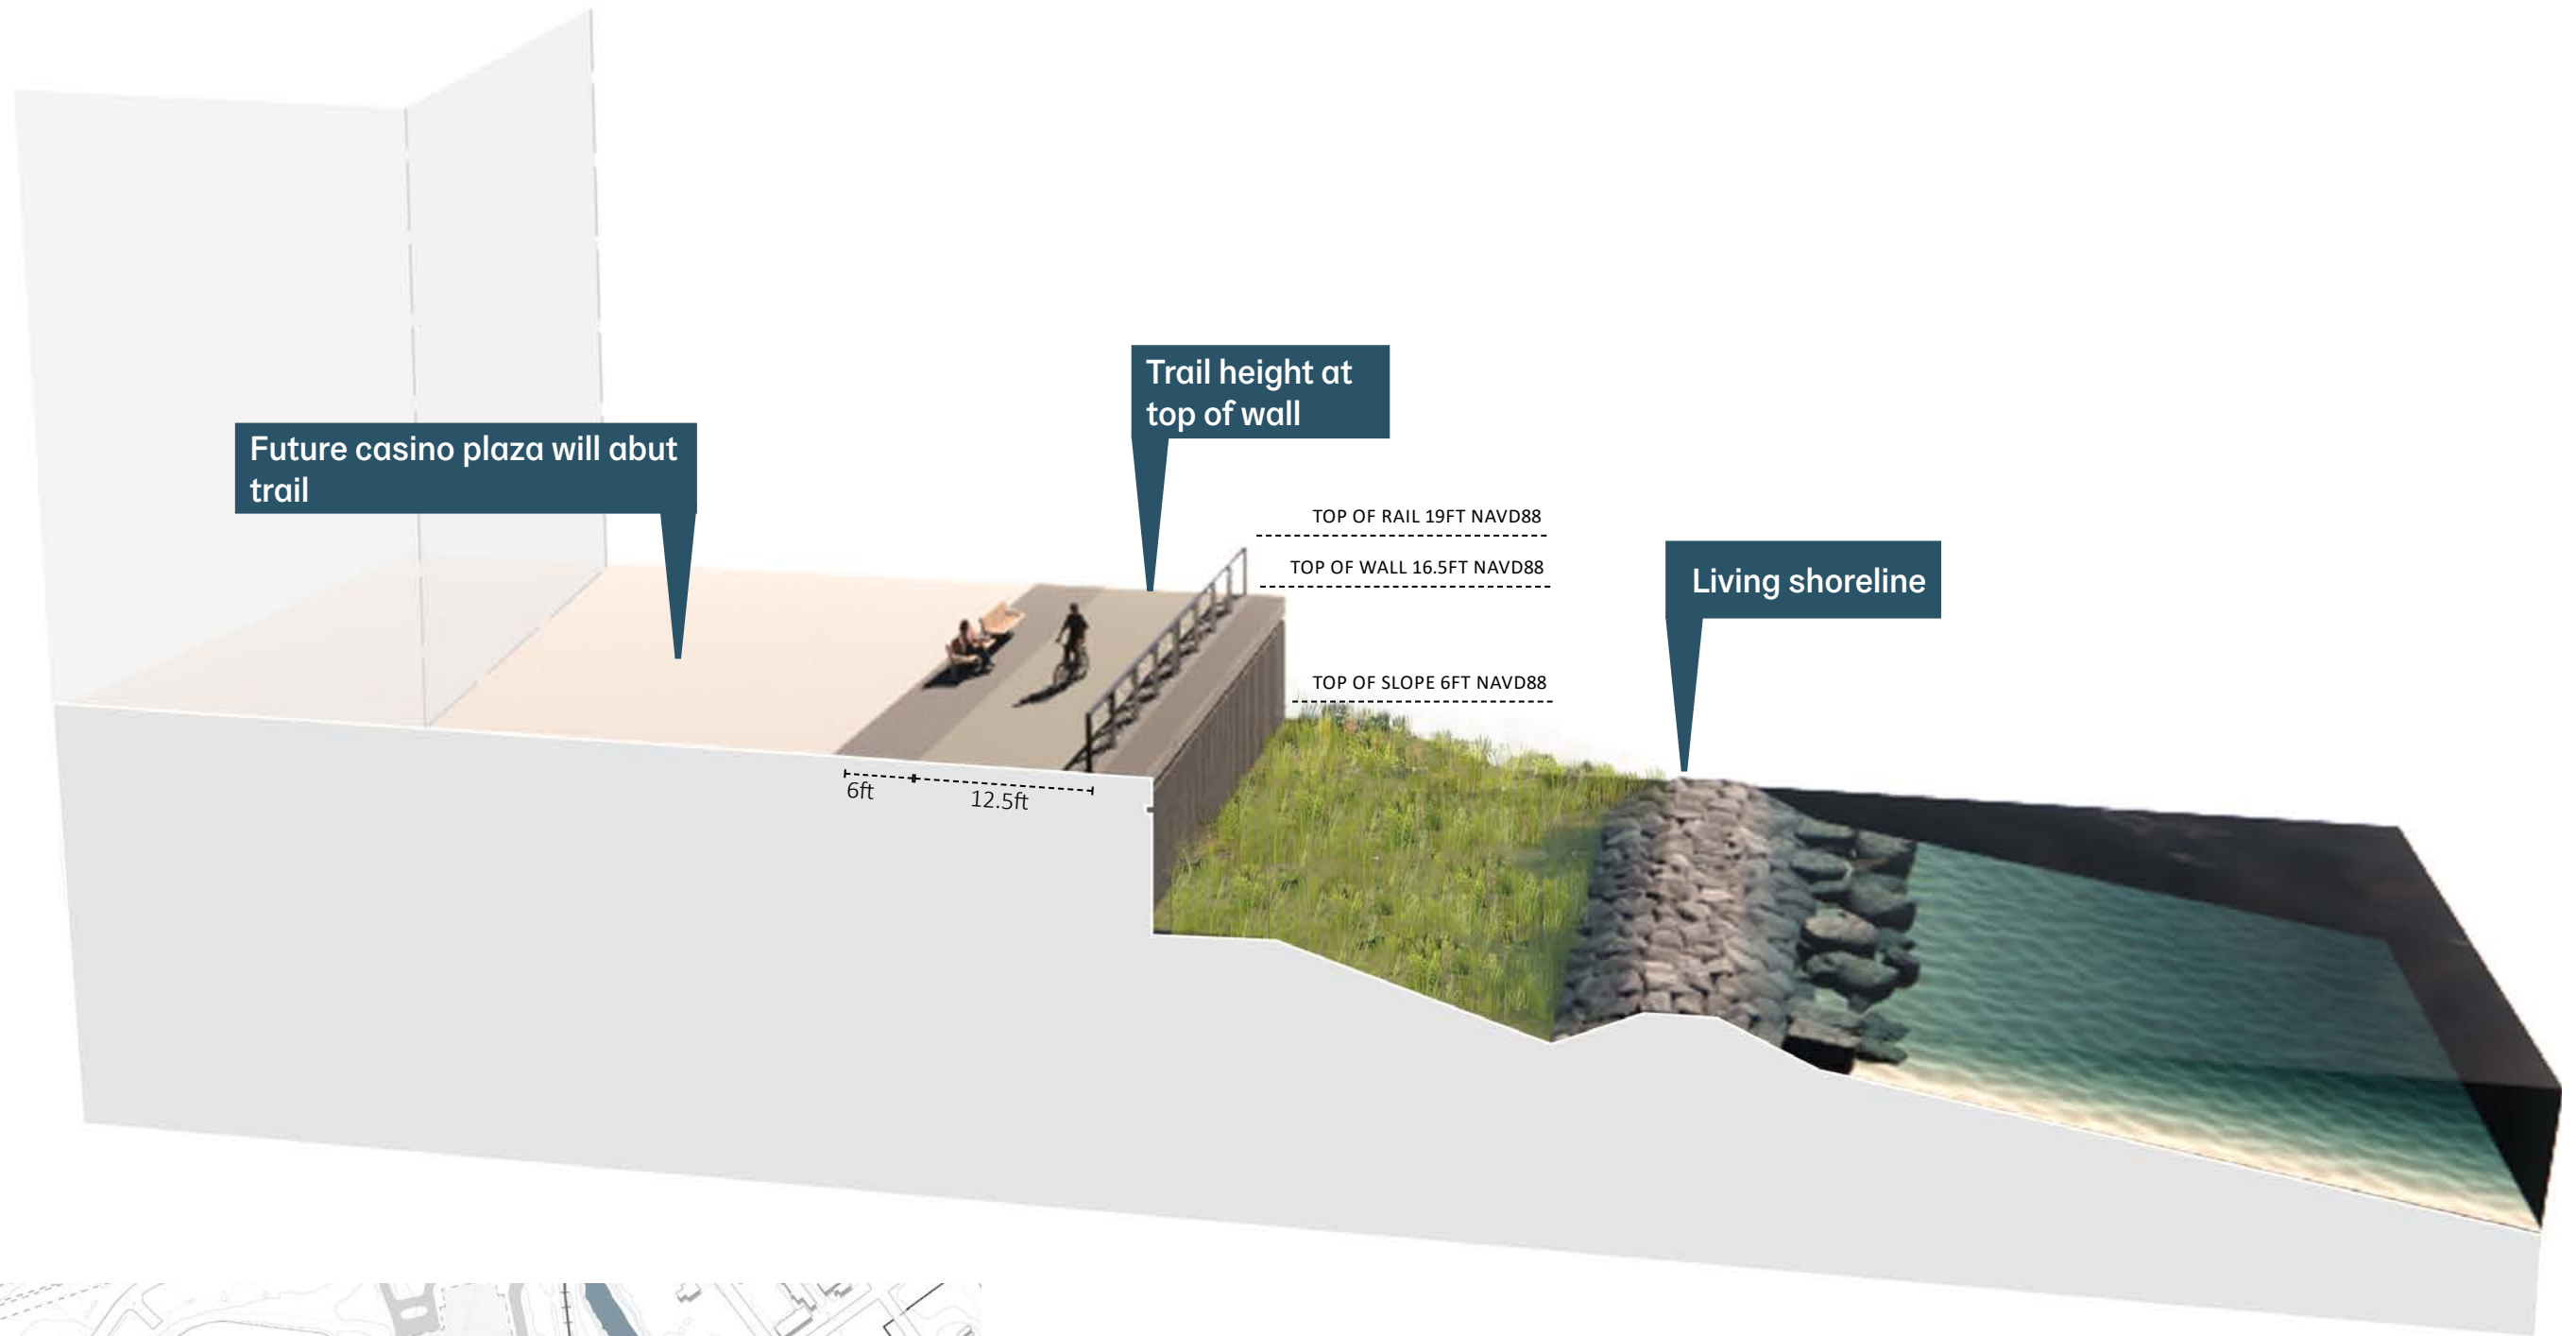 Trail height at
top of wall
Future casino plaza will abut
trail
TOP OF RAIL 19FT NAVD88
TOP OF WALL 16.5FT NAVD88
Living shoreline
TOP OF SLOPE 6FT NAVD88
6ft
12.5ft